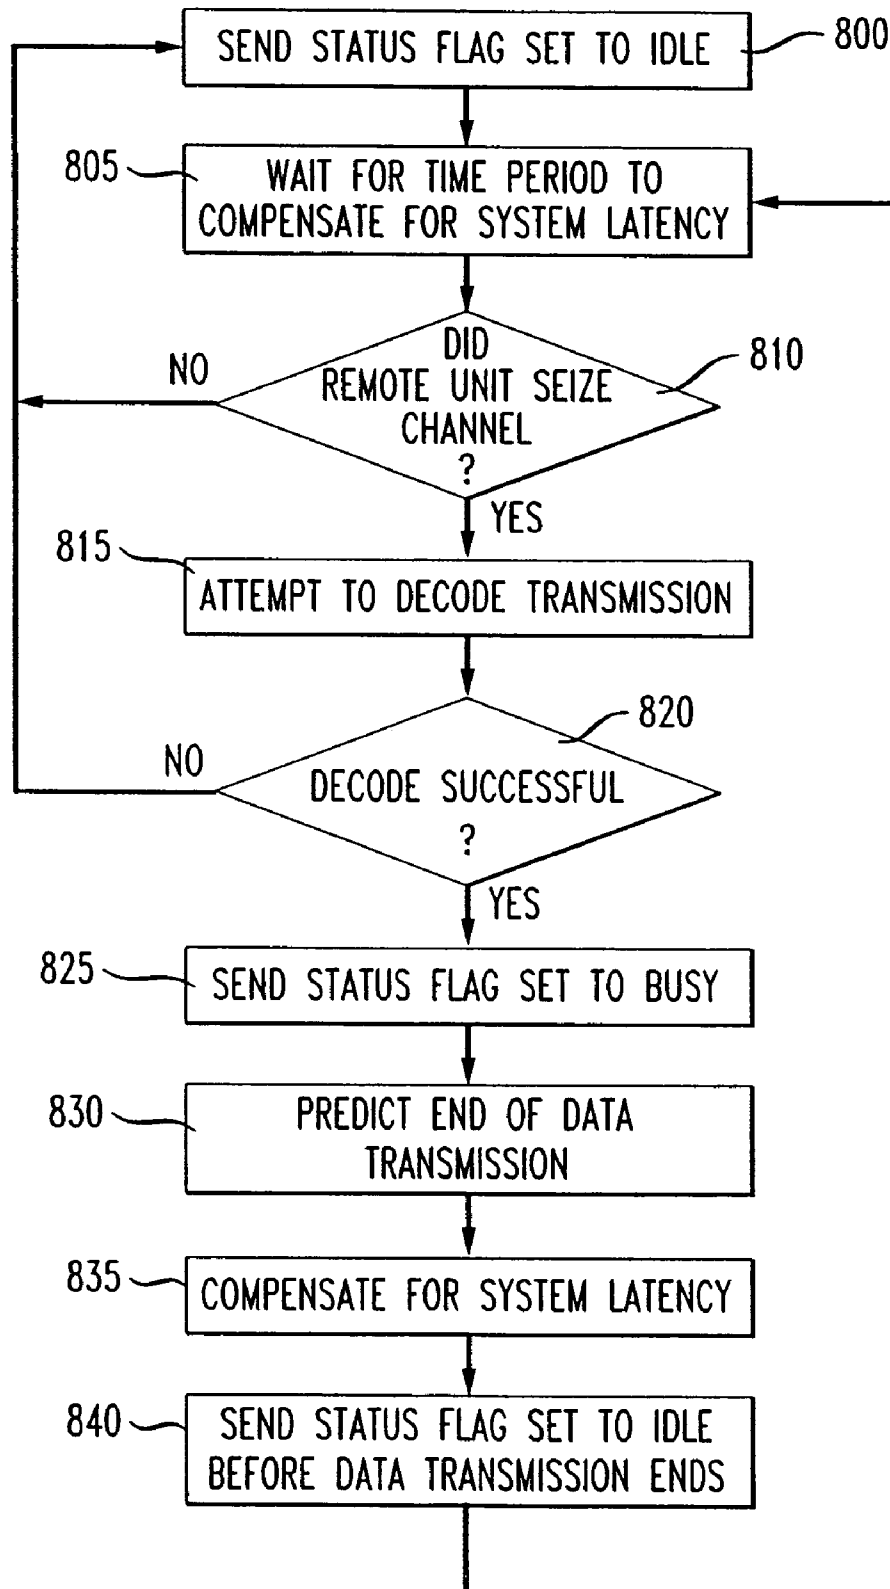 SEND STATUS FLAG SET TO IDLE
800
805
WAIT FOR TIME PERIOD TO
COMPENSATE FOR SYSTEM LATENCY
NO
DID
REMOTE UNIT SEIZE
CHANNEL
?
810
YES
815
ATTEMPT TO DECODE TRANSMISSION
820
NO
DECODE SUCCESSFUL
?
YES
825
SEND STATUS FLAG SET TO BUSY
830
PREDICT END OF DATA
TRANSMISSION
835
COMPENSATE FOR SYSTEM LATENCY
840
SEND STATUS FLAG SET TO IDLE
BEFORE DATA TRANSMISSION ENDS